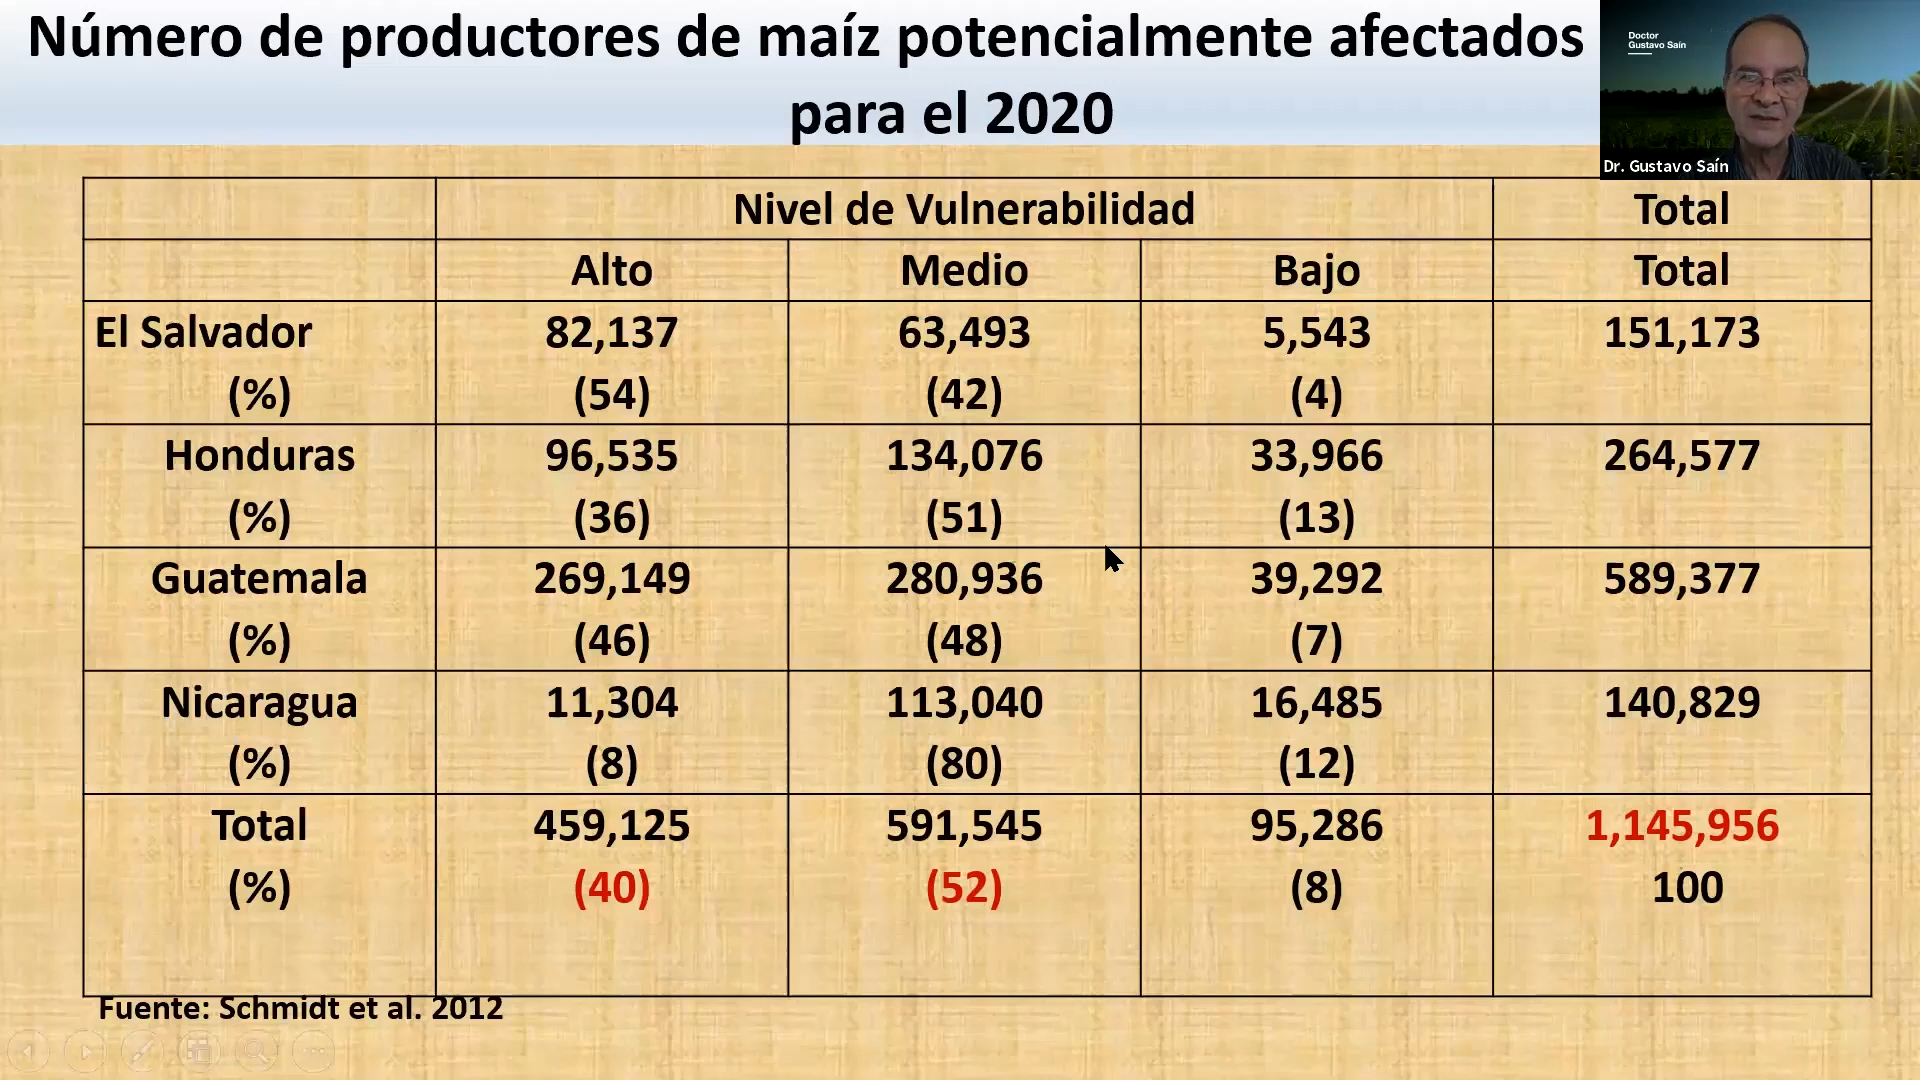 Número de productores de maíz potencialmente afectados
para el 2020
Doctor
Gustavo Saín
Dr. Gustavo Saín
Nivel de Vulnerabilidad Total
Alto Medio Bajo Total
El Salvador 82,137 63,493 5,543 151,173
(%) (54) (42) (4)
Honduras 96,535 134,076 33,966 264,577
(%) (36) (51) (13)
Guatemala 269,149 280,936 39,292 589,377
(%) (46) (48) (7)
Nicaragua 11,304 113,040 16,485 140,829
(%) (8) (80) (12)
Total 459,125 591,545 95,286 1,145,956
(%) (40) (52) (8) 100
Fuente: Schmidt et al. 2012